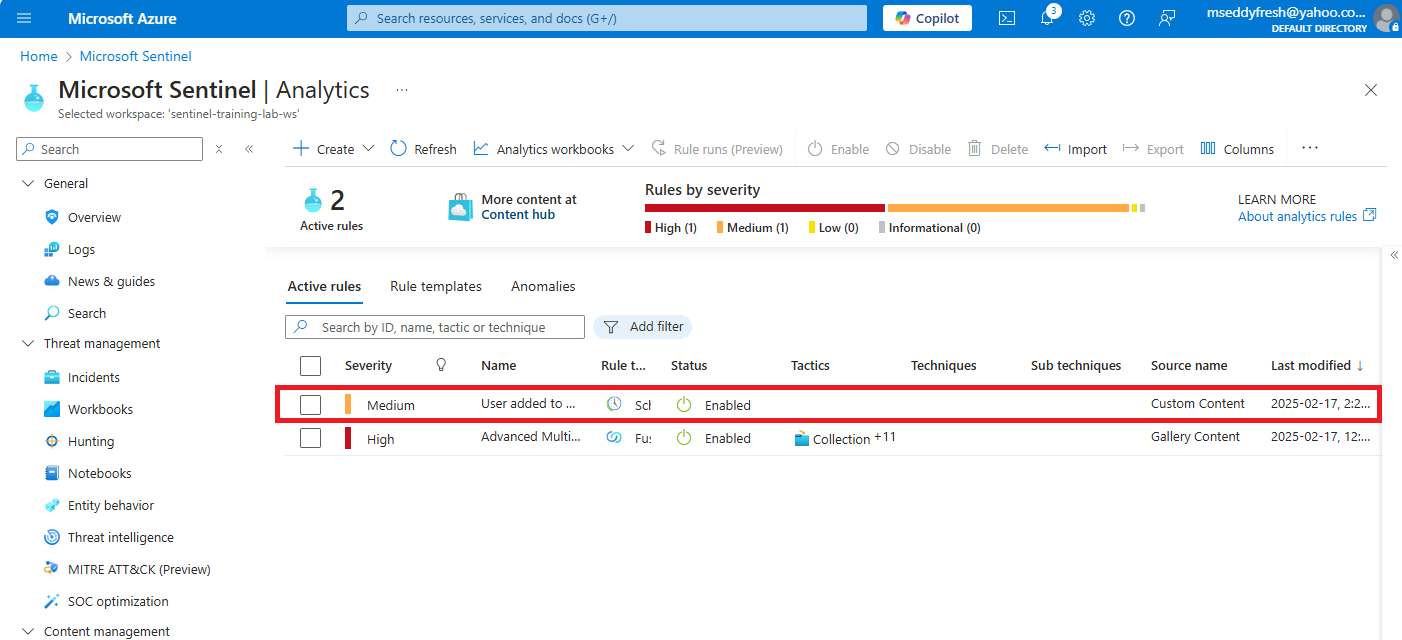 Microsoft Azure
Search resources, services, and docs (G+/)
Copilot
3
mseddyfresh@yahoo.co...
DEFAULT DIRECTORY
Home > Microsoft Sentinel
Microsoft Sentinel | Analytics ...
Selected workspace: 'sentinel-training-lab-ws'
Search
Create
Refresh
Analytics workbooks
Rule runs (Preview)
Enable
Disable
Delete
Import
Export
Columns
...
General
Overview
Logs
News & guides
Search
Threat management
Incidents
Workbooks
Hunting
Notebooks
Entity behavior
Threat intelligence
MITRE ATT&CK (Preview)
SOC optimization
Content management
2
Active rules
More content at
Content hub
Rules by severity
High (1) Medium (1) Low (0) Informational (0)
LEARN MORE
About analytics rules
Active rules Rule templates Anomalies
Search by ID, name, tactic or technique
Add filter
Severity Name Rule t... Status Tactics Techniques Sub techniques Source name Last modified ↓
Medium User added to ... Sch Enabled Custom Content 2025-02-17, 2:2...
High Advanced Multi... Fus Enabled Collection +11 Gallery Content 2025-02-17, 12:...